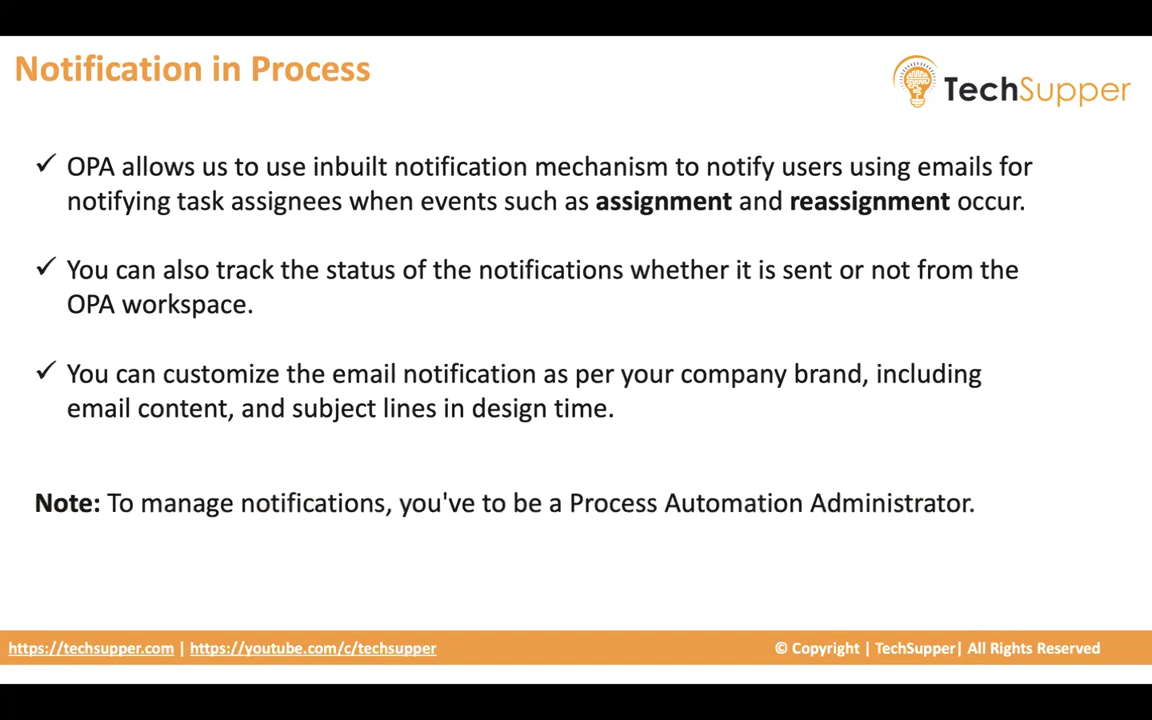 Notification in Process
TechSupper
✓ OPA allows us to use inbuilt notification mechanism to notify users using emails for
notifying task assignees when events such as assignment and reassignment occur.
✓ You can also track the status of the notifications whether it is sent or not from the
OPA workspace.
✓ You can customize the email notification as per your company brand, including
email content, and subject lines in design time.
Note: To manage notifications, you've to be a Process Automation Administrator.
https://techsupper.com | https://youtube.com/c/techsupper
© Copyright | TechSupper| All Rights Reserved